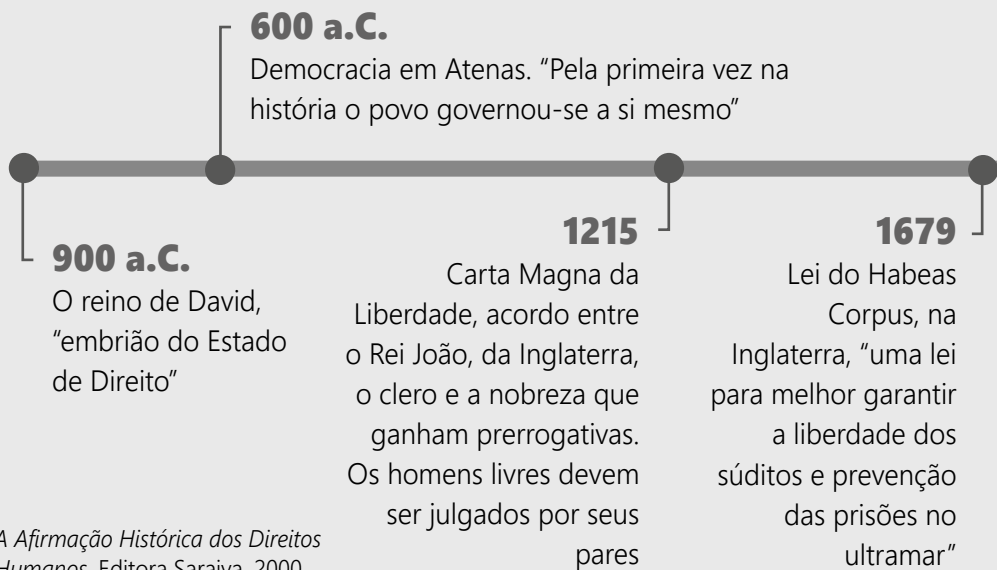 600 a.C.
Democracia em Atenas. “Pela primeira vez na
história o povo governou-se a si mesmo”
900 a.C.
O reino de David,
“embrião do Estado
de Direito”
1215
Carta Magna da
Liberdade, acordo entre
o Rei João, da Inglaterra,
o clero e a nobreza que
ganham prerrogativas.
Os homens livres devem
ser julgados por seus
pares
1679
Lei do Habeas
Corpus, na
Inglaterra, “uma lei
para melhor garantir
a liberdade dos
súditos e prevenção
das prisões no
ultramar”
A Afirmação Histórica dos Direitos
Humanos, Editora Saraiva, 2000